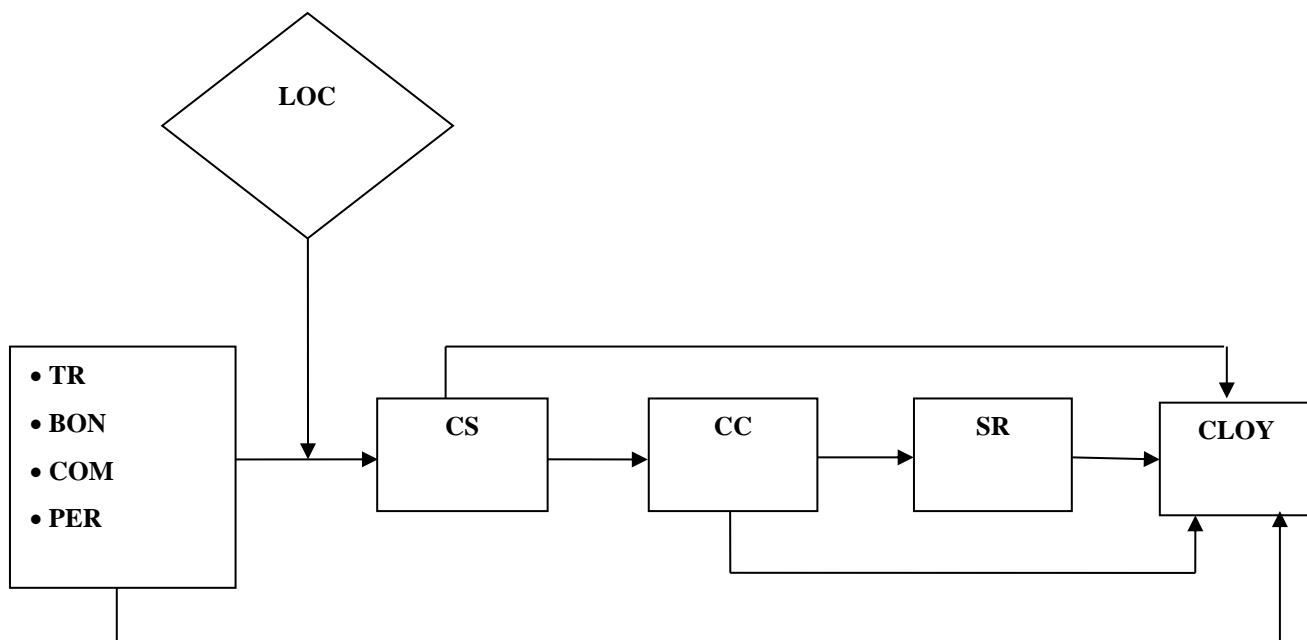 LOC
• TR
• BON
• COM
• PER
CS
CC
SR
CLOY